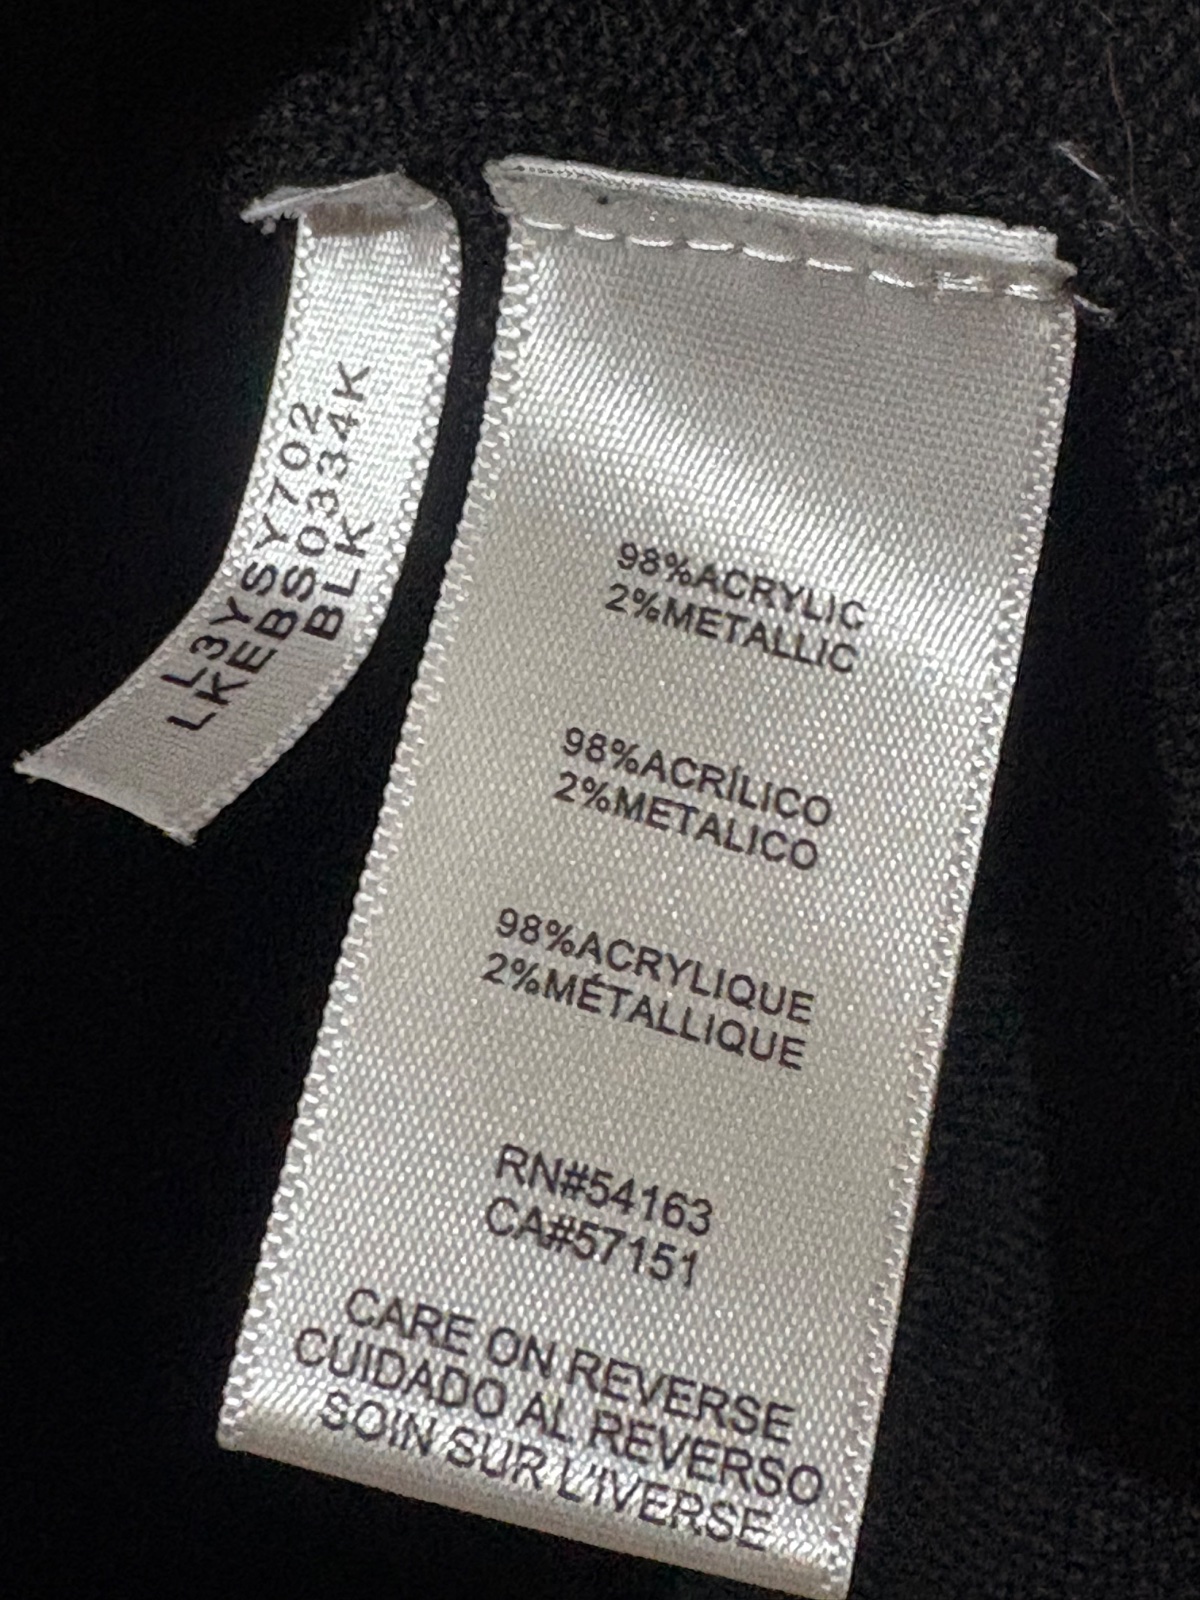 L3YSY702
LKEBS0334K
BLK
98%ACRYLIC
2%METALLIC
98%ACRÍLICO
2%METALICO
98%ACRYLIQUE
2%MÉTALLIQUE
RN#54163
CA#57151
CARE ON REVERSE
CUIDADO AL REVERSO
SOIN SUR L'IVERSE